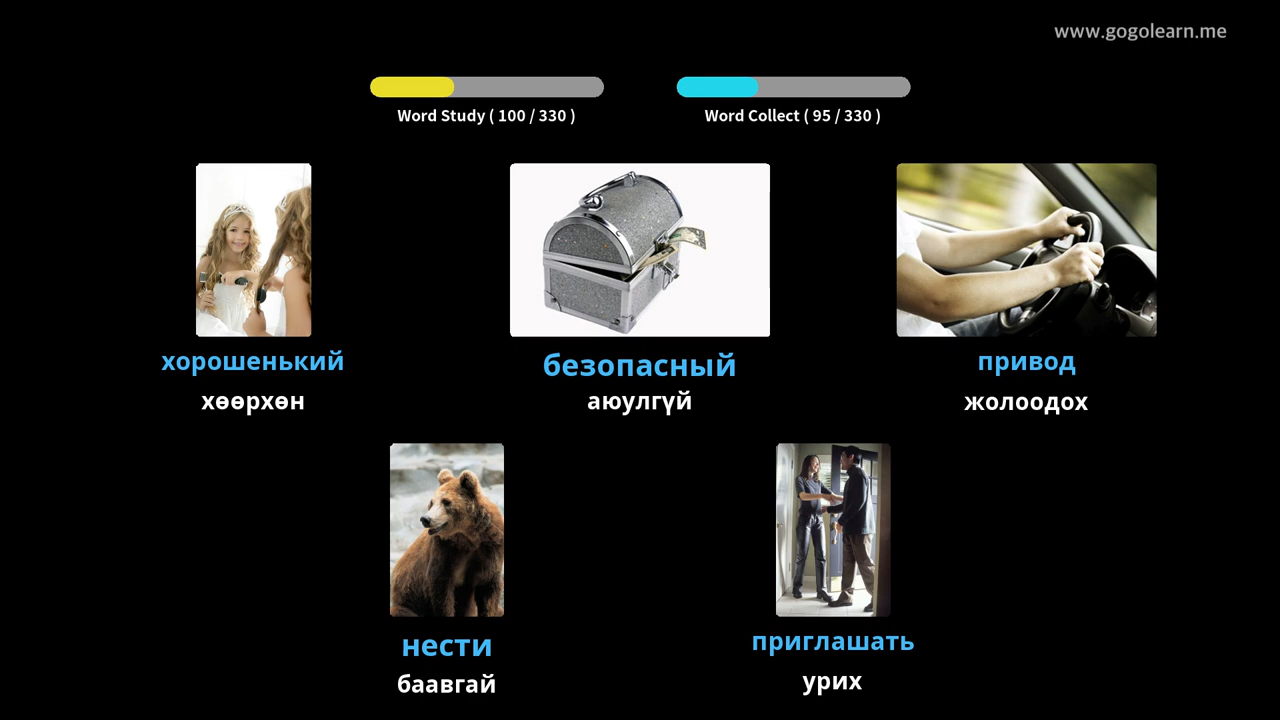 www.gogolearn.me
Word Study ( 100 / 330 )
Word Collect ( 95 / 330 )
хорошенький
хөөрхөн
безопасный
аюулгүй
привод
жолоодох
нести
баавгай
приглашать
урих